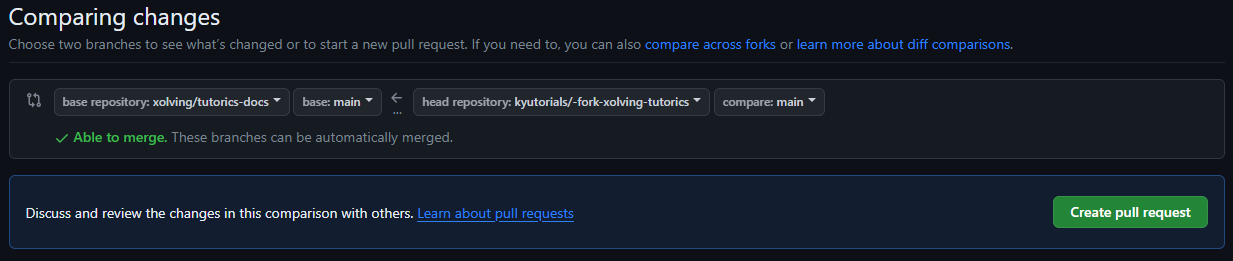 Comparing changes
Choose two branches to see what's changed or to start a new pull request. If you need to, you can also compare across forks or learn more about diff comparisons.
base repository: xolving/tutorics-docs base: main ... head repository: kyutorials/-fork-xolving-tutorics compare: main
Able to merge. These branches can be automatically merged.
Discuss and review the changes in this comparison with others. Learn about pull requests Create pull request